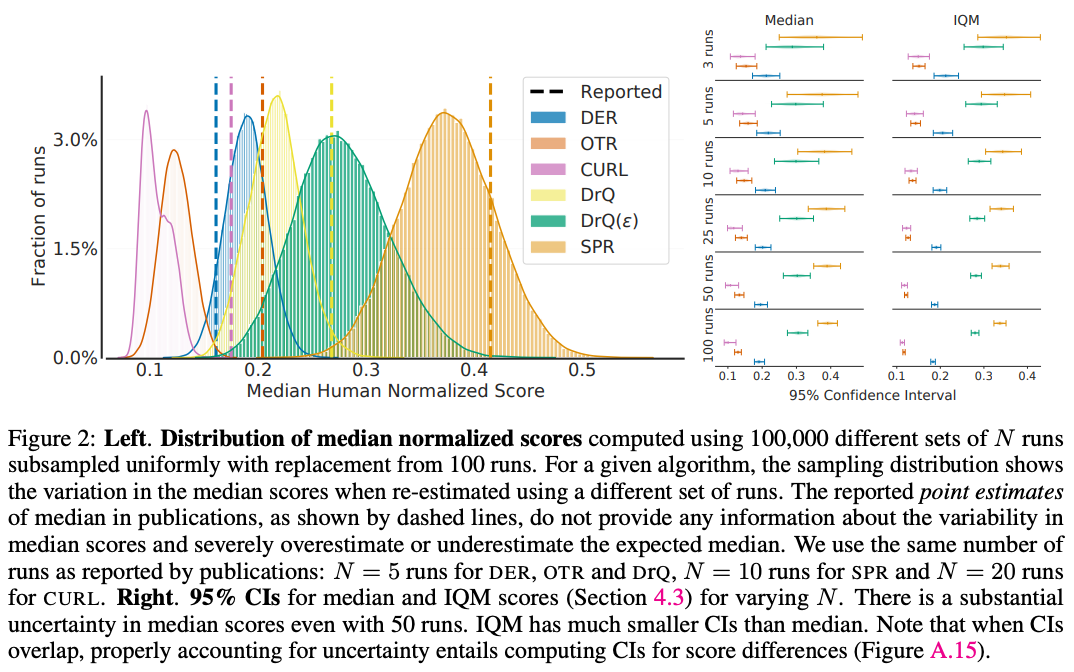 Median
IQM
3 runs
5 runs
10 runs
25 runs
50 runs
100 runs
0.1 0.2 0.3 0.4
0.1 0.2 0.3 0.4
95% Confidence Interval
Fraction of runs
3.0%
1.5%
0.0%
0.1 0.2 0.3 0.4 0.5
Median Human Normalized Score
Reported
DER
OTR
CURL
DrQ
DrQ(ε)
SPR
Figure 2: Left. Distribution of median normalized scores computed using 100,000 different sets of N runs
subsampled uniformly with replacement from 100 runs. For a given algorithm, the sampling distribution shows
the variation in the median scores when re-estimated using a different set of runs. The reported point estimates
of median in publications, as shown by dashed lines, do not provide any information about the variability in
median scores and severely overestimate or underestimate the expected median. We use the same number of
runs as reported by publications: N = 5 runs for DER, OTR and DRQ, N = 10 runs for SPR and N = 20 runs
for CURL. Right. 95% CIs for median and IQM scores (Section 4.3) for varying N. There is a substantial
uncertainty in median scores even with 50 runs. IQM has much smaller CIs than median. Note that when CIs
overlap, properly accounting for uncertainty entails computing CIs for score differences (Figure A.15).